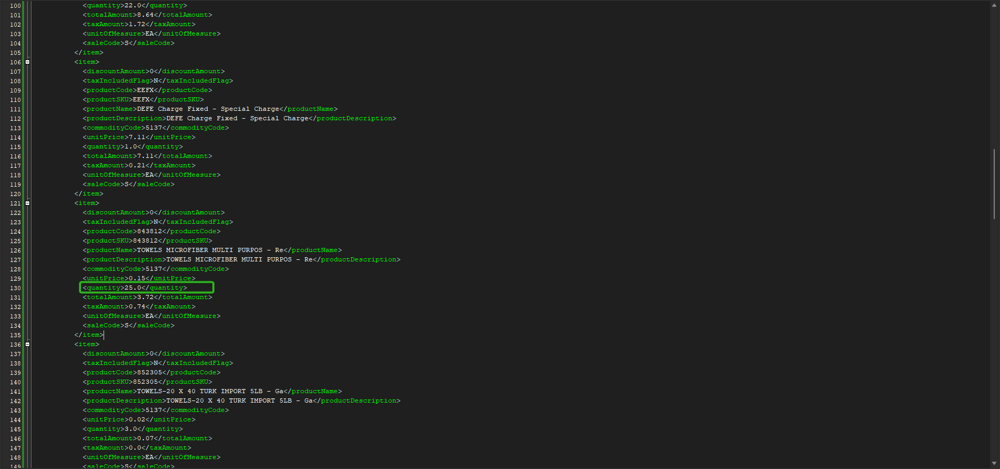 100 <quantity>22.0</quantity>
101 <totalAmount>8.64</totalAmount>
102 <taxAmount>1.72</taxAmount>
103 <unitOfMeasure>EA</unitOfMeasure>
104 <saleCode>S</saleCode>
105 </item>
106 <item>
107 <discountAmount>0</discountAmount>
108 <taxIncludedFlag>N</taxIncludedFlag>
109 <productCode>EEFX</productCode>
110 <productSKU>EEFX</productSKU>
111 <productName>DEFE Charge Fixed - Special Charge</productName>
112 <productDescription>DEFE Charge Fixed - Special Charge</productDescription>
113 <commodityCode>5137</commodityCode>
114 <unitPrice>7.11</unitPrice>
115 <quantity>1.0</quantity>
116 <totalAmount>7.11</totalAmount>
117 <taxAmount>0.21</taxAmount>
118 <unitOfMeasure>EA</unitOfMeasure>
119 <saleCode>S</saleCode>
120 </item>
121 <item>
122 <discountAmount>0</discountAmount>
123 <taxIncludedFlag>N</taxIncludedFlag>
124 <productCode>843812</productCode>
125 <productSKU>843812</productSKU>
126 <productName>TOWELS MICROFIBER MULTI PURPOS - Re</productName>
127 <productDescription>TOWELS MICROFIBER MULTI PURPOS - Re</productDescription>
128 <commodityCode>5137</commodityCode>
129 <unitPrice>0.15</unitPrice>
130 <quantity>25.0</quantity>
131 <totalAmount>3.72</totalAmount>
132 <taxAmount>0.74</taxAmount>
133 <unitOfMeasure>EA</unitOfMeasure>
134 <saleCode>S</saleCode>
135 </item>
136 <item>
137 <discountAmount>0</discountAmount>
138 <taxIncludedFlag>N</taxIncludedFlag>
139 <productCode>852305</productCode>
140 <productSKU>852305</productSKU>
141 <productName>TOWELS-20 X 40 TURK IMPORT 5LB - Ga</productName>
142 <productDescription>TOWELS-20 X 40 TURK IMPORT 5LB - Ga</productDescription>
143 <commodityCode>5137</commodityCode>
144 <unitPrice>0.02</unitPrice>
145 <quantity>3.0</quantity>
146 <totalAmount>0.07</totalAmount>
147 <taxAmount>0.0</taxAmount>
148 <unitOfMeasure>EA</unitOfMeasure>
149 <saleCode>S</saleCode>